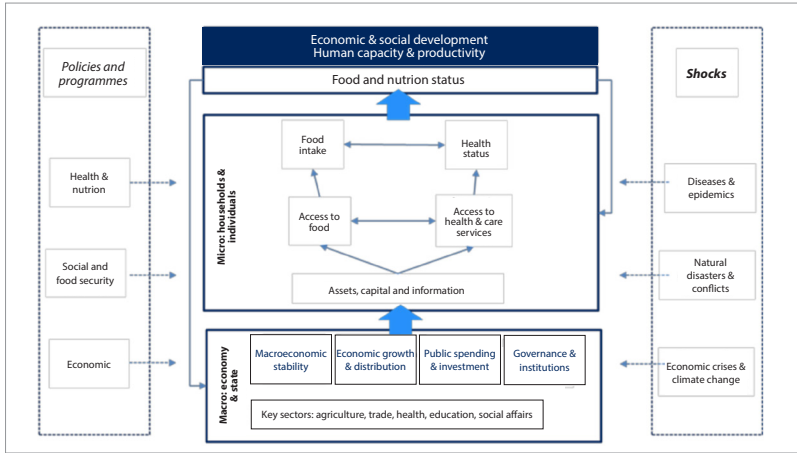 Policies and
programmes
Health &
nutrion
Social and
food security
Economic
Economic & social development
Human capacity & productivity
Food and nutrion status
Micro: households &
individuals
Food
intake
Health
status
Access to
food
Access to
health & care
services
Assets, capital and information
Macro: economy
& state
Macroeconomic
stability
Economic growth
& distribution
Public spending
& investment
Governance &
institutions
Key sectors: agriculture, trade, health, education, social affairs
Shocks
Diseases &
epidemics
Natural
disasters &
conflicts
Economic crises &
climate change